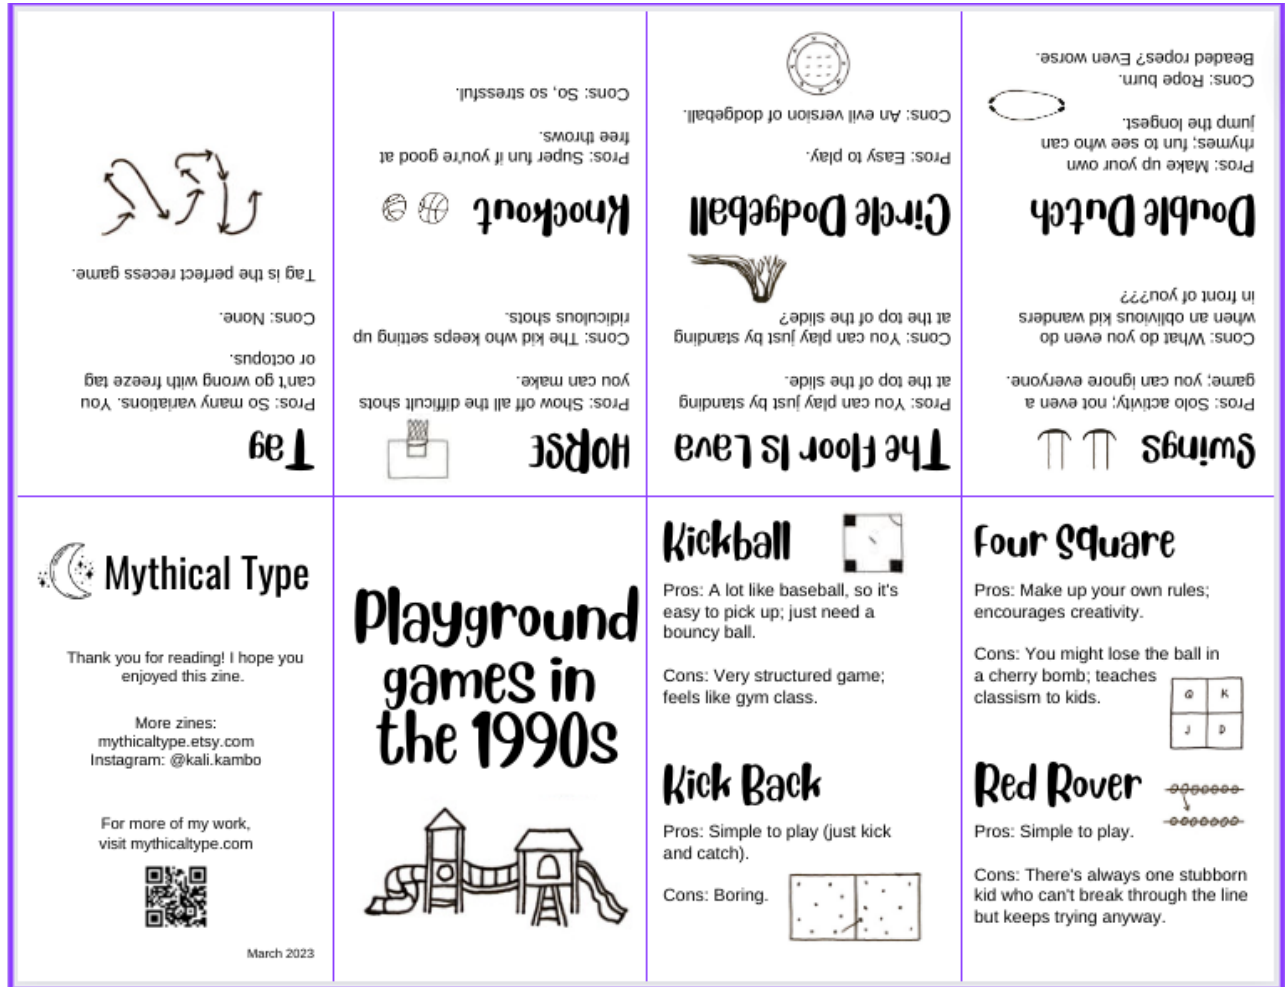 Swings
Pros: Solo activity; not even a
game; you can ignore everyone.
Cons: What do you even do
when an oblivious kid wanders
in front of you???
Double Dutch
Pros: Make up your own
rhymes; fun to see who can
jump the longest.
Cons: Rope burn.
Beaded ropes? Even worse.
The Floor Is Lava
Pros: You can play just by standing
at the top of the slide.
Cons: You can play just by standing
at the top of the slide?
Circle Dodgeball
Pros: Easy to play.
Cons: An evil version of dodgeball.
HORSE
Pros: Show off all the difficult shots
you can make.
Cons: The kid who keeps setting up
ridiculous shots.
Knockout
Pros: Super fun if you're good at
free throws.
Cons: So, so stressful.
Tag
Pros: So many variations. You
can't go wrong with freeze tag
or octopus.
Cons: None.
Tag is the perfect recess game.
Mythical Type
Thank you for reading! I hope you
enjoyed this zine.
More zines:
mythicaltype.etsy.com
Instagram: @kali.kambo
For more of my work,
visit mythicaltype.com
March 2023
Playground
games in
the 1990s
Kickball
Pros: A lot like baseball, so it's
easy to pick up; just need a
bouncy ball.
Cons: Very structured game;
feels like gym class.
Kick Back
Pros: Simple to play (just kick
and catch).
Cons: Boring.
Four Square
Pros: Make up your own rules;
encourages creativity.
Cons: You might lose the ball in
a cherry bomb; teaches
classism to kids.
Q K
J D
Red Rover
Pros: Simple to play.
Cons: There's always one stubborn
kid who can't break through the line
but keeps trying anyway.